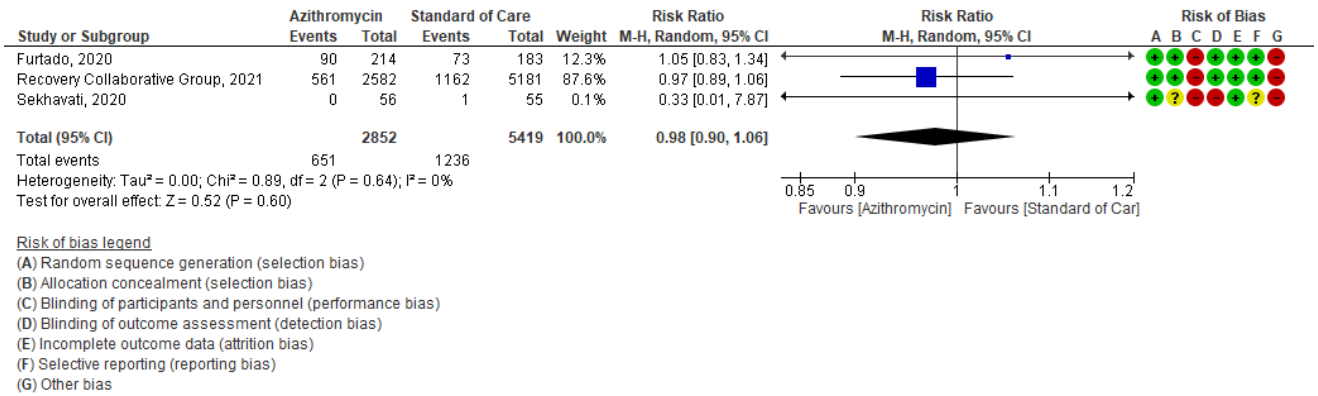 Azithromycin Standard of Care Risk Ratio Risk Ratio Risk of Bias
Study or Subgroup Events Total Events Total Weight M-H, Random, 95% CI M-H, Random, 95% CI A B C D E F G
Furtado, 2020 90 214 73 183 12.3% 1.05 [0.83, 1.34] + + - + + + -
Recovery Collaborative Group, 2021 561 2582 1162 5181 87.6% 0.97 [0.89, 1.06] + + - + + + -
Sekhavati, 2020 0 56 1 55 0.1% 0.33 [0.01, 7.87] + ? - - + ? -
Total (95% CI) 2852 5419 100.0% 0.98 [0.90, 1.06]
Total events 651 1236
Heterogeneity: Tau² = 0.00; Chi² = 0.89, df = 2 (P = 0.64); I² = 0%
Test for overall effect: Z = 0.52 (P = 0.60)
0.85 0.9 1 1.1 1.2
Favours [Azithromycin] Favours [Standard of Car]
Risk of bias legend
(A) Random sequence generation (selection bias)
(B) Allocation concealment (selection bias)
(C) Blinding of participants and personnel (performance bias)
(D) Blinding of outcome assessment (detection bias)
(E) Incomplete outcome data (attrition bias)
(F) Selective reporting (reporting bias)
(G) Other bias